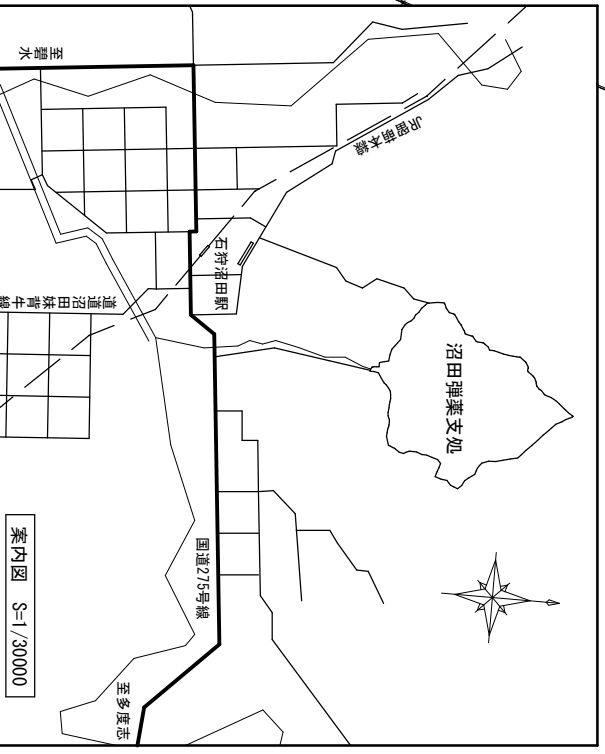 至碧水
JR留萌本線
石狩沼田駅
道道沼田妹背牛線
沼田弾薬支処
国道275号線
至多度志
案内図 S=1/30000